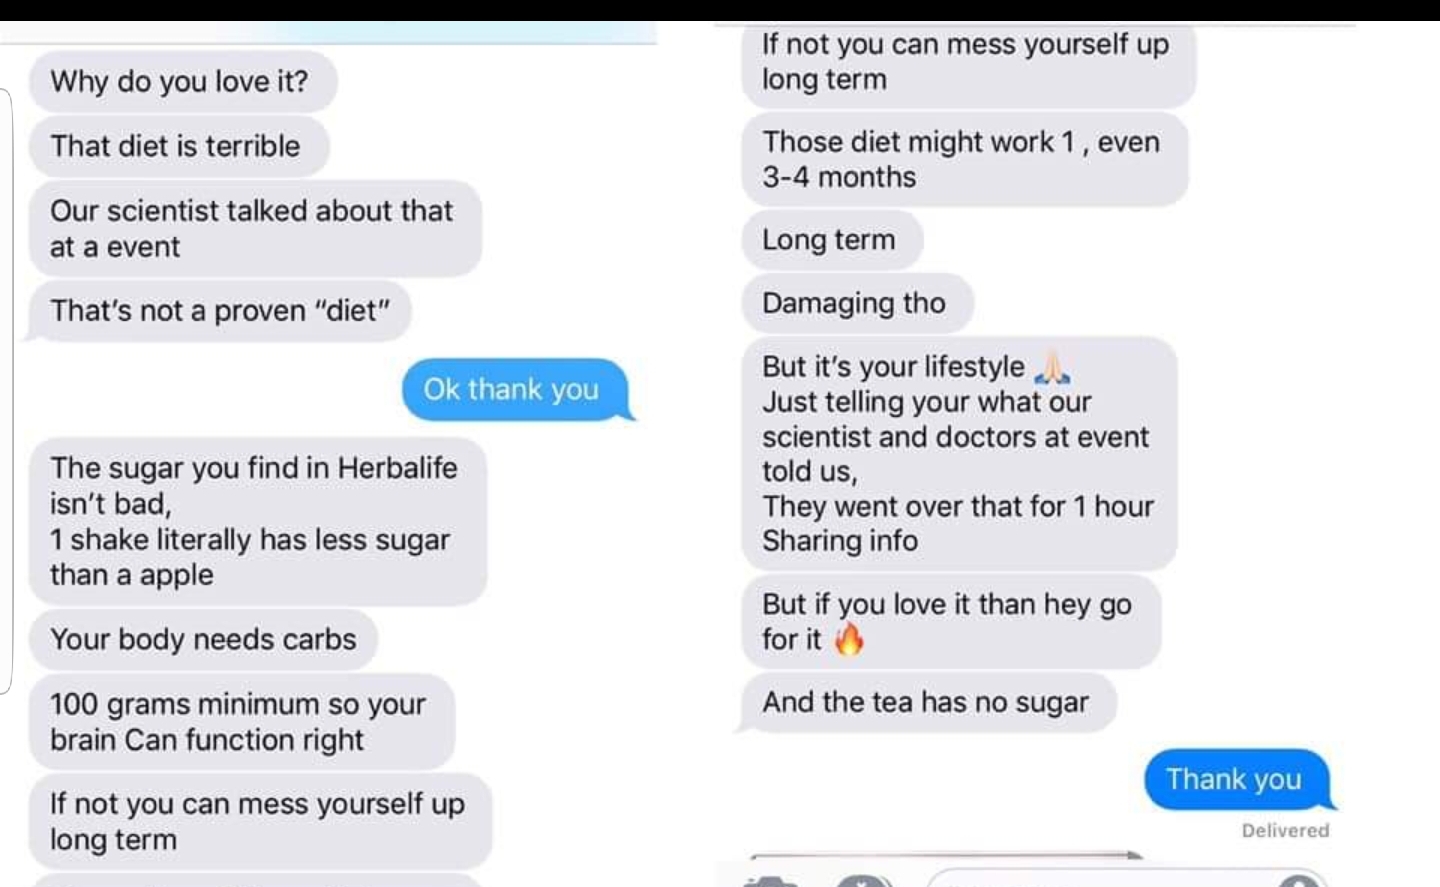 Why do you love it?
That diet is terrible
Our scientist talked about that
at a event
That's not a proven "diet"
Ok thank you
The sugar you find in Herbalife
isn't bad,
1 shake literally has less sugar
than a apple
Your body needs carbs
100 grams minimum so your
brain Can function right
If not you can mess yourself up
long term
If not you can mess yourself up
long term
Those diet might work 1 , even
3-4 months
Long term
Damaging tho
But it's your lifestyle 🙏🏻
Just telling your what our
scientist and doctors at event
told us,
They went over that for 1 hour
Sharing info
But if you love it than hey go
for it 🔥
And the tea has no sugar
Thank you
Delivered